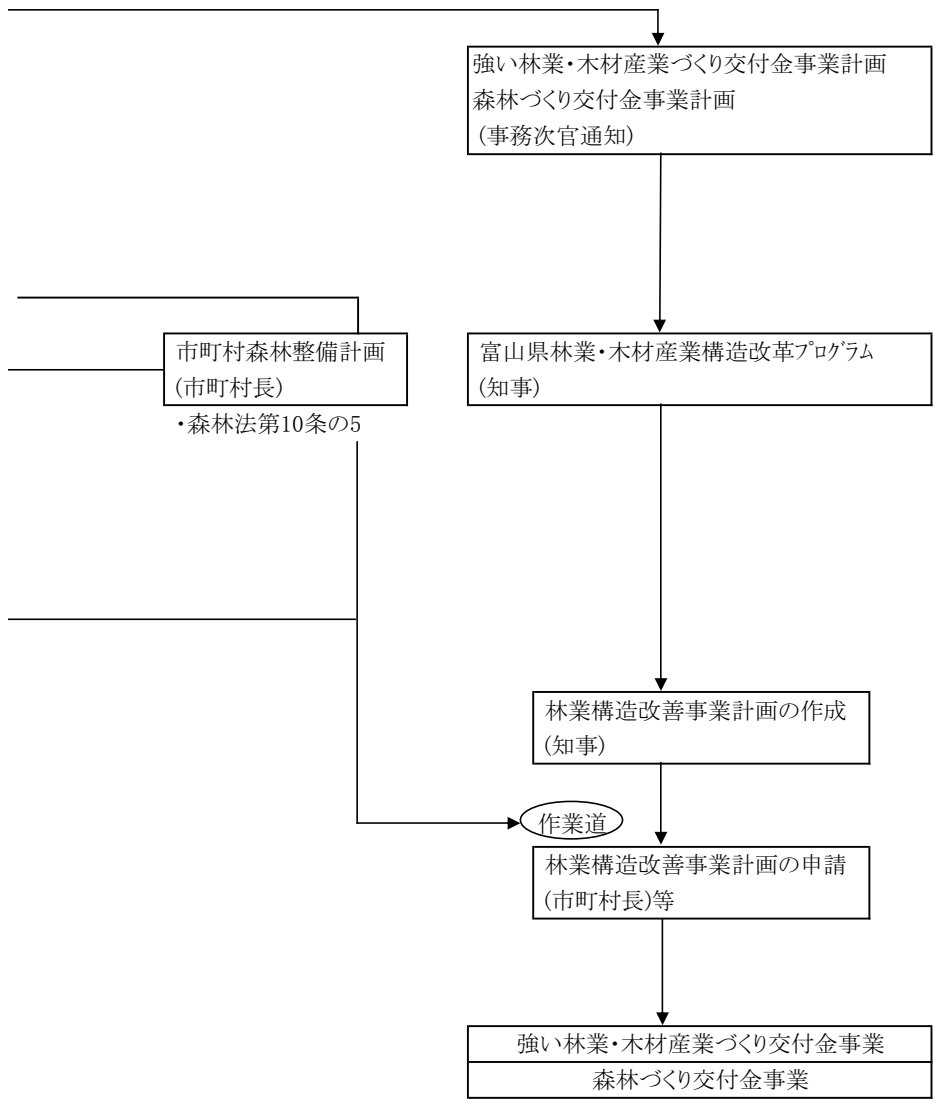 強い林業・木材産業づくり交付金事業計画
森林づくり交付金事業計画
(事務次官通知)
市町村森林整備計画
(市町村長)
・森林法第10条の5
富山県林業・木材産業構造改革ﾌﾟﾛｸﾞﾗﾑ
(知事)
林業構造改善事業計画の作成
(知事)
作業道
林業構造改善事業計画の申請
(市町村長)等
強い林業・木材産業づくり交付金事業
森林づくり交付金事業